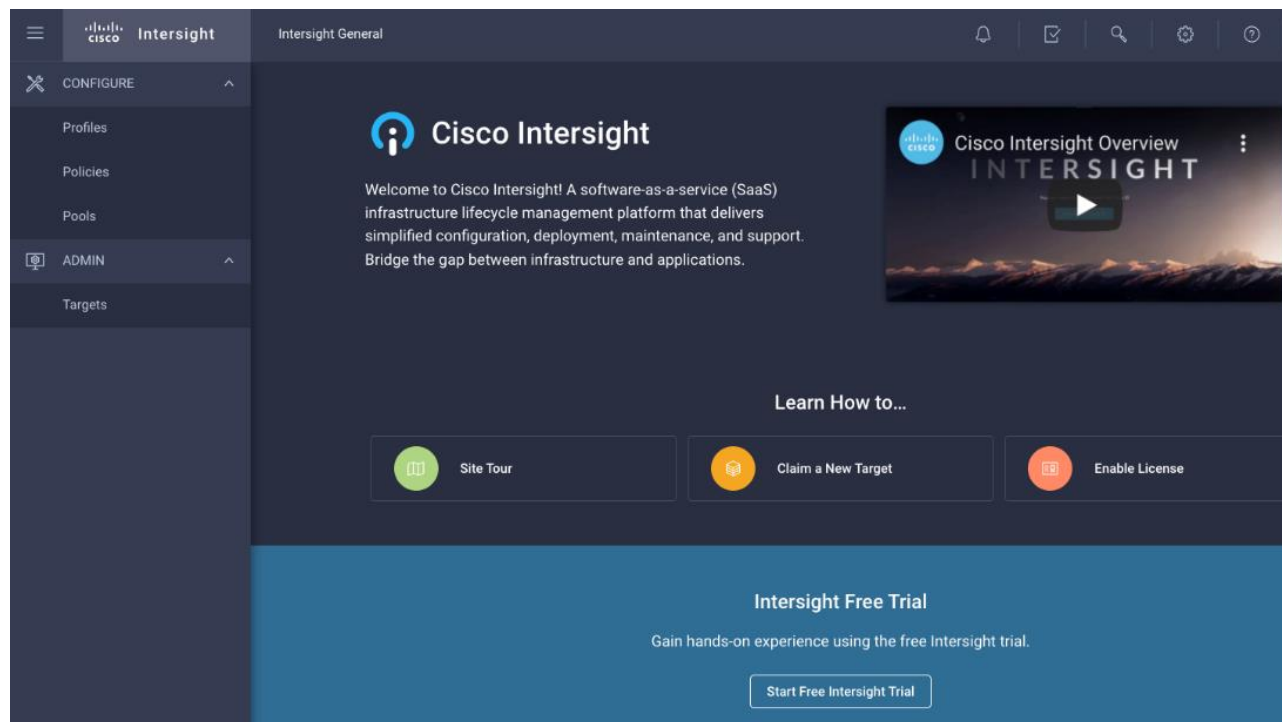 CISCO Intersight
Intersight General
CONFIGURE
Profiles
Policies
Pools
ADMIN
Targets
Cisco Intersight
Welcome to Cisco Intersight! A software-as-a-service (SaaS)
infrastructure lifecycle management platform that delivers
simplified configuration, deployment, maintenance, and support.
Bridge the gap between infrastructure and applications.
CISCO
Cisco Intersight Overview
INTERSIGHT
Learn How to...
Site Tour
Claim a New Target
Enable License
Intersight Free Trial
Gain hands-on experience using the free Intersight trial.
Start Free Intersight Trial